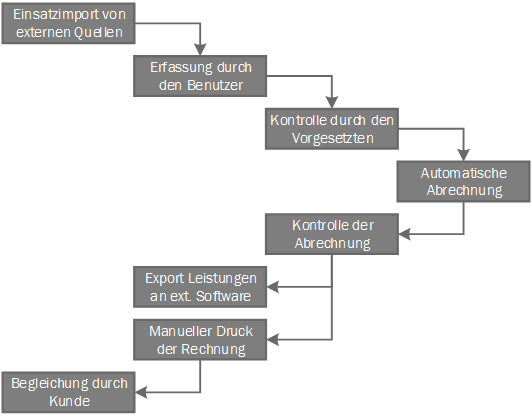 Einsatzimport von
externen Quellen
Erfassung durch
den Benutzer
Kontrolle durch den
Vorgesetzten
Automatische
Abrechnung
Kontrolle der
Abrechnung
Export Leistungen
an ext. Software
Manueller Druck
der Rechnung
Begleichung durch
Kunde